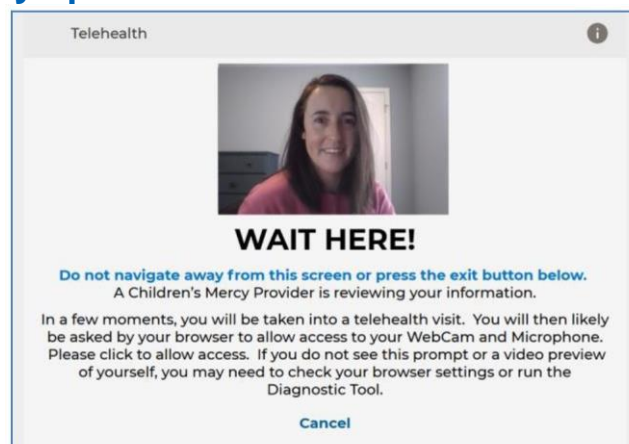 Telehealth
WAIT HERE!
Do not navigate away from this screen or press the exit button below.
A Children's Mercy Provider is reviewing your information.
In a few moments, you will be taken into a telehealth visit. You will then likely
be asked by your browser to allow access to your WebCam and Microphone.
Please click to allow access. If you do not see this prompt or a video preview
of yourself, you may need to check your browser settings or run the
Diagnostic Tool.
Cancel